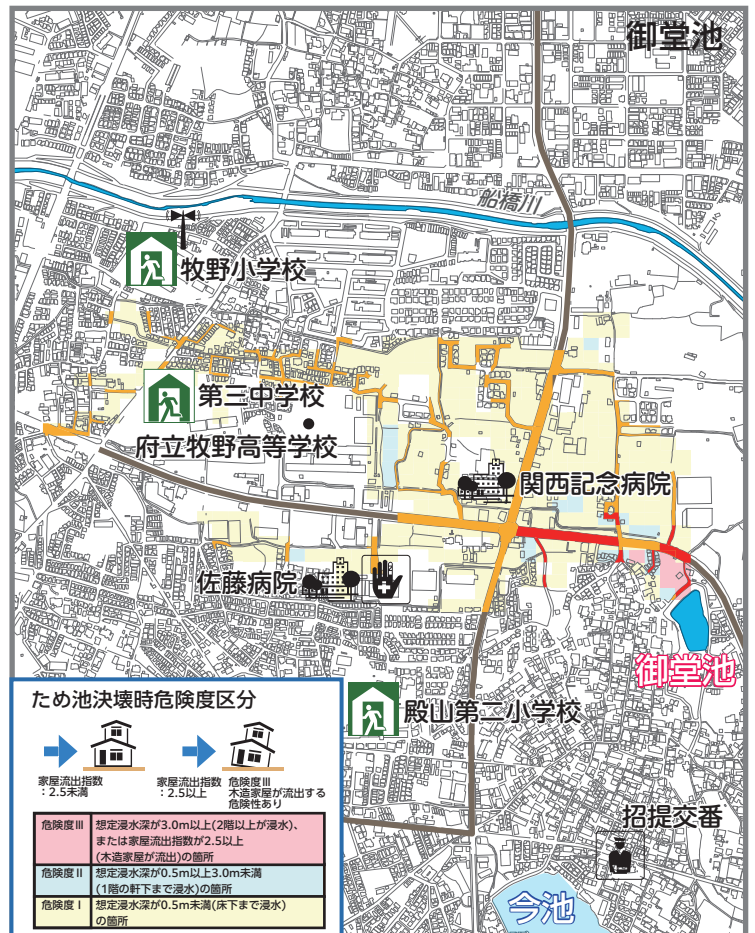 御堂池
船橋川
牧野小学校
第三中学校
府立牧野高等学校
関西記念病院
佐藤病院
御堂池
殿山第二小学校
招提交番
今池
ため池決壊時危険度区分
家屋流出指数
：2.5未満
家屋流出指数
：2.5以上
危険度Ⅲ
木造家屋が流出する
危険性あり
危険度Ⅲ
想定浸水深が3.0m以上(2階以上が浸水)、
または家屋流出指数が2.5以上
(木造家屋が流出)の箇所
危険度Ⅱ
想定浸水深が0.5m以上3.0m未満
(1階の軒下まで浸水)の箇所
危険度Ⅰ
想定浸水深が0.5m未満(床下まで浸水)
の箇所